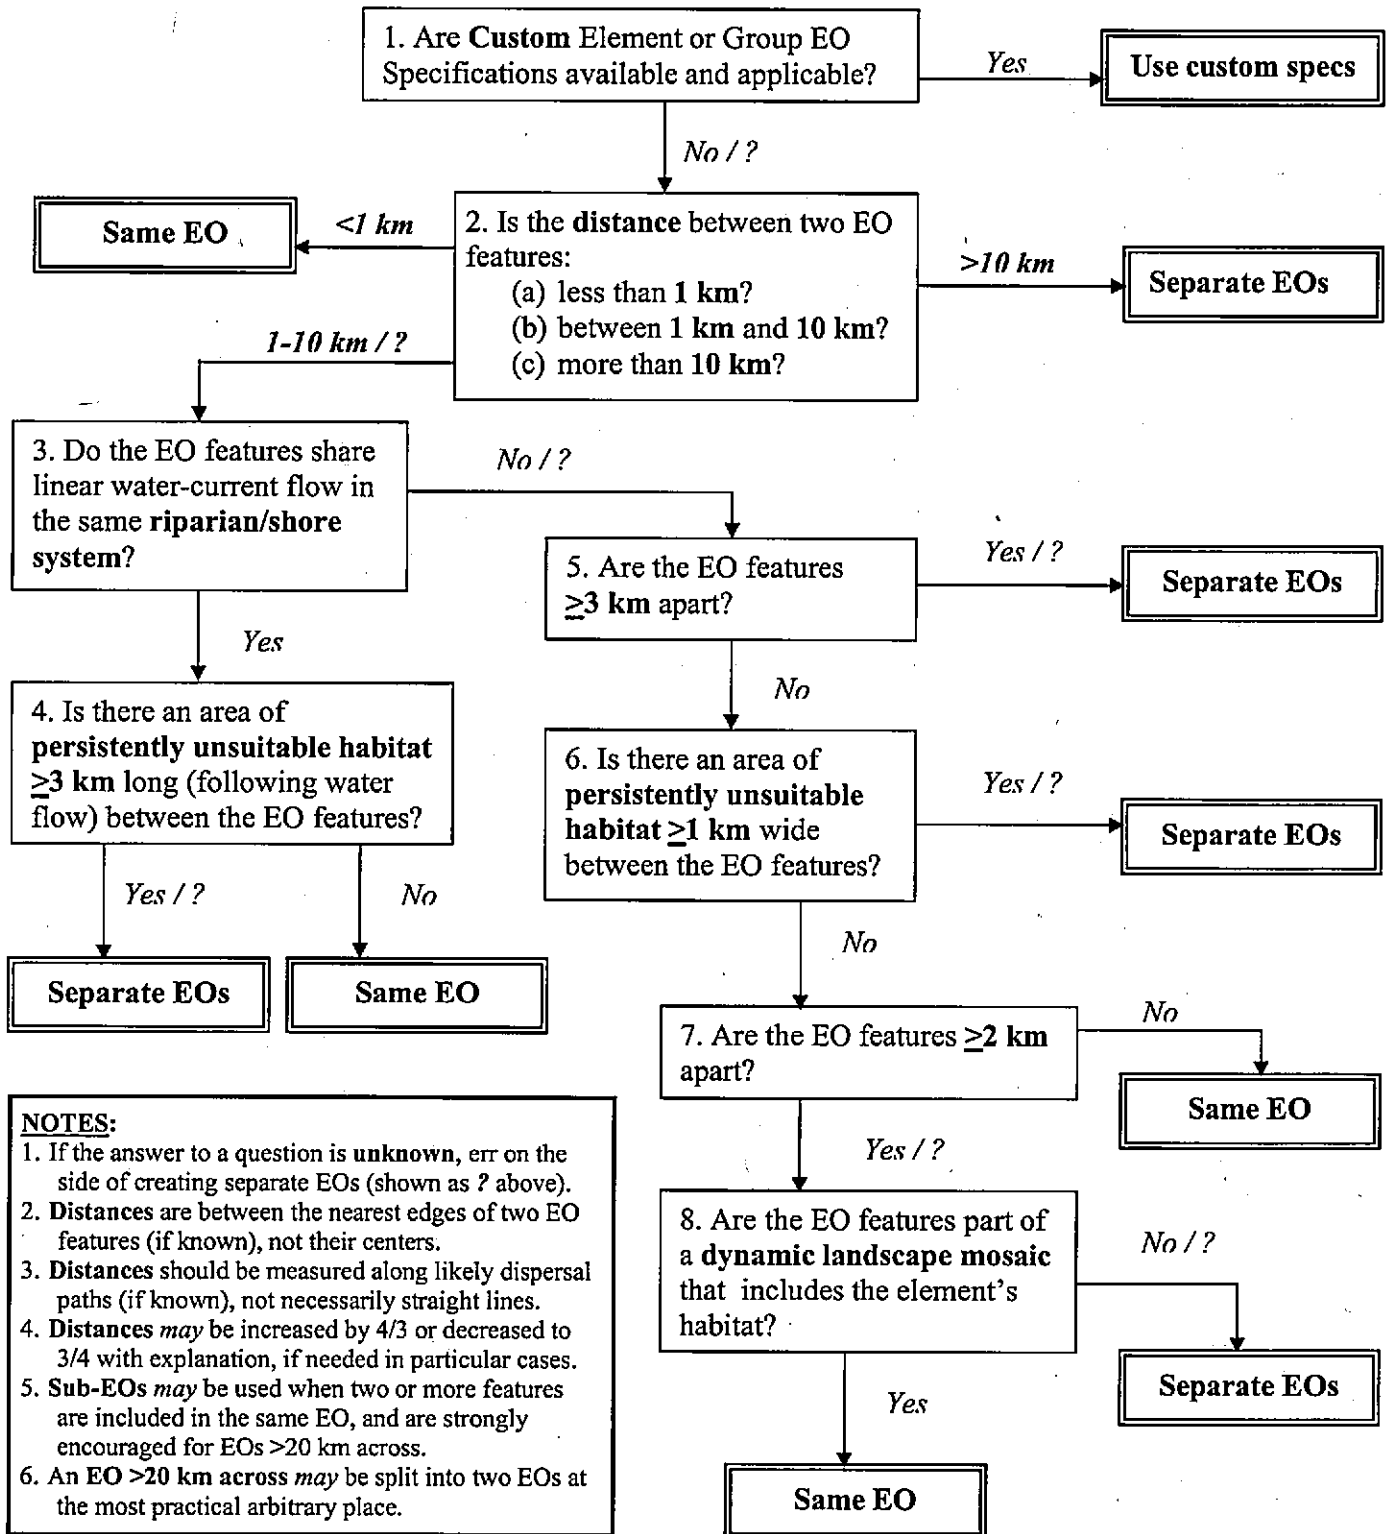 1. Are Custom Element or Group EO
Specifications available and applicable?
Yes
Use custom specs
No / ?
Same EO
<1 km
2. Is the distance between two EO
features:
(a) less than 1 km?
(b) between 1 km and 10 km?
(c) more than 10 km?
>10 km
Separate EOs
1-10 km / ?
3. Do the EO features share
linear water-current flow in
the same riparian/shore
system?
No / ?
Yes
5. Are the EO features
≥3 km apart?
Yes / ?
Separate EOs
No
4. Is there an area of
persistently unsuitable habitat
≥3 km long (following water
flow) between the EO features?
Yes / ?
No
Separate EOs
Same EO
6. Is there an area of
persistently unsuitable
habitat ≥1 km wide
between the EO features?
Yes / ?
Separate EOs
No
7. Are the EO features ≥2 km
apart?
No
Same EO
Yes / ?
8. Are the EO features part of
a dynamic landscape mosaic
that includes the element's
habitat?
No / ?
Separate EOs
Yes
Same EO
NOTES:
1. If the answer to a question is unknown, err on the
side of creating separate EOs (shown as ? above).
2. Distances are between the nearest edges of two EO
features (if known), not their centers.
3. Distances should be measured along likely dispersal
paths (if known), not necessarily straight lines.
4. Distances may be increased by 4/3 or decreased to
3/4 with explanation, if needed in particular cases.
5. Sub-EOs may be used when two or more features
are included in the same EO, and are strongly
encouraged for EOs >20 km across.
6. An EO >20 km across may be split into two EOs at
the most practical arbitrary place.